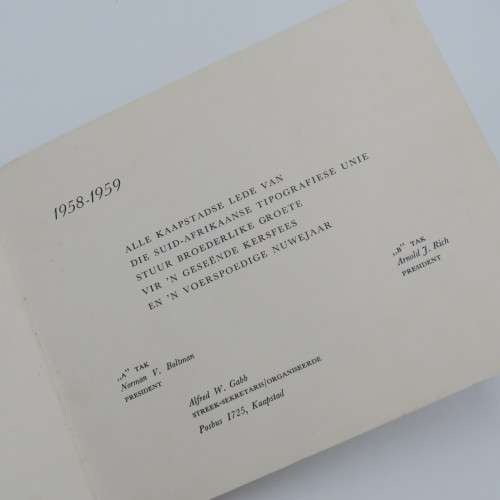 1958-1959
ALLE KAAPSTADSE LEDE VAN
DIE SUID-AFRIKAANSE TIPOGRAFIESE UNIE
STUUR BROEDERLIKE GROETE
VIR 'N GESEËNDE KERSFEES
EN 'N VOERSPOEDIGE NUWEJAAR
„A" TAK
Norman V. Boltman
PRESIDENT
„B" TAK
Arnold J. Rich
PRESIDENT
Alfred W. Gabb
STREEK-SEKRETARIS/ORGANISEERDE
Posbus 1725, Kaapstad